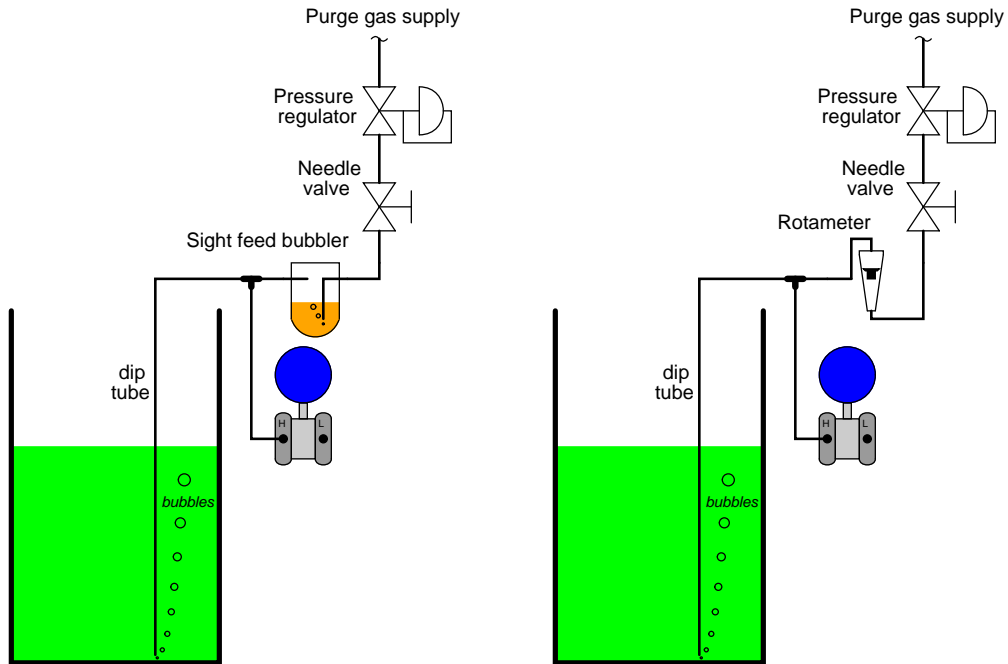 Purge gas supply
Pressure
regulator
Needle
valve
Sight feed bubbler
dip
tube
H
L
bubbles
Purge gas supply
Pressure
regulator
Needle
valve
Rotameter
dip
tube
H
L
bubbles